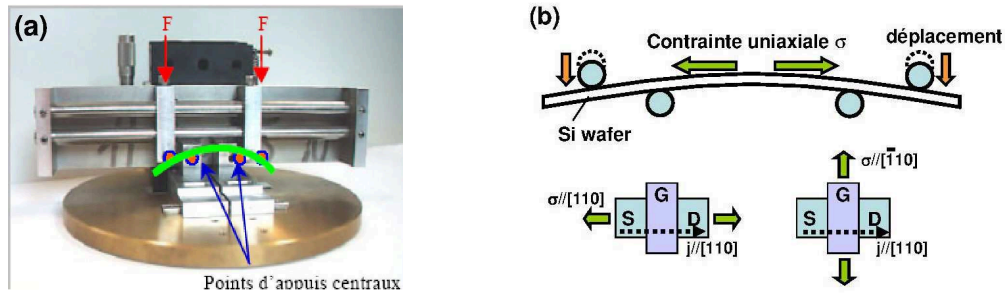 (a)
F
F
Points d'appuis centraux
(b)
Contrainte uniaxiale σ
déplacement
Si wafer
σ//[1̅10]
G
G
σ//[110]
S
D
S
D
j//[110]
j//[110]